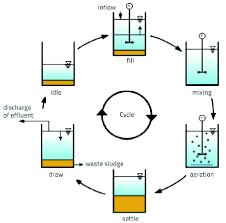 inflow
fill
mixing
aeration
settle
waste sludge
draw
discharge
of effluent
idle
Cycle